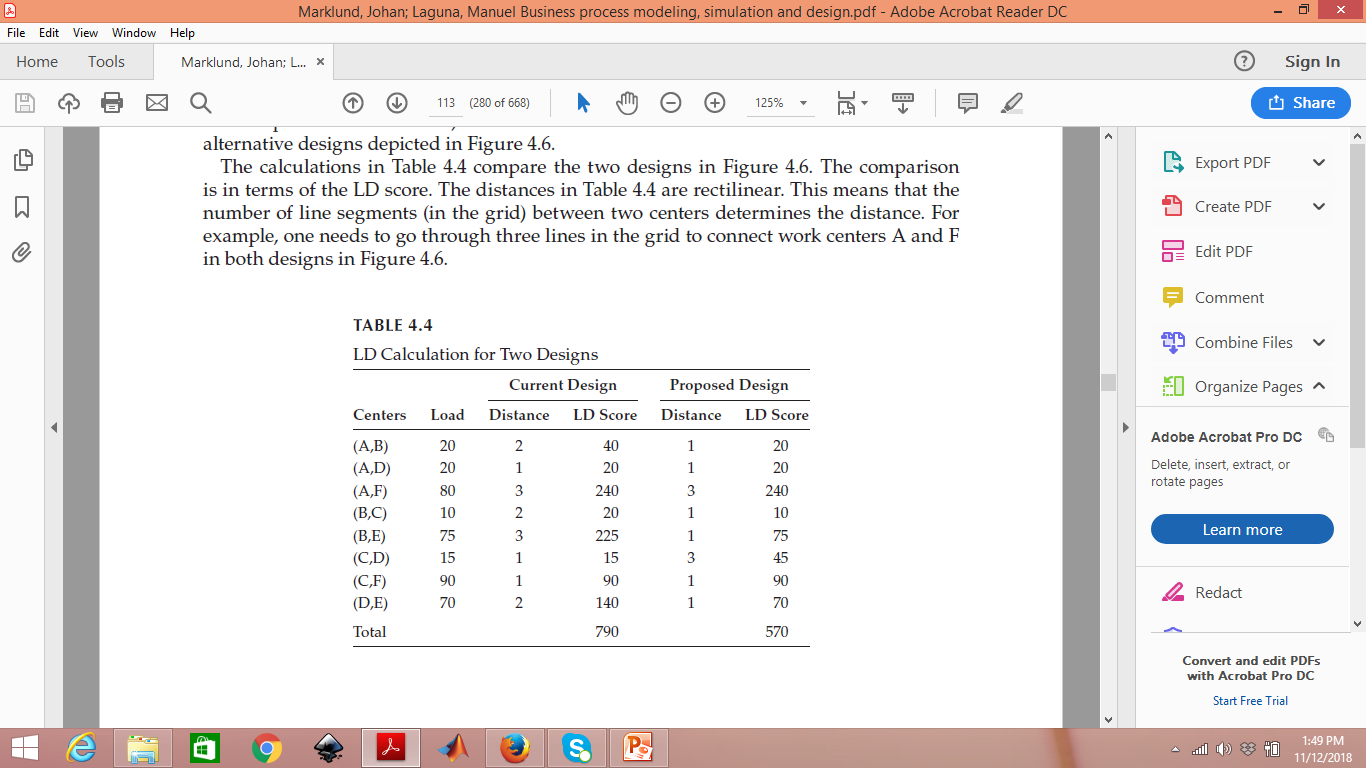 Marklund, Johan; Laguna, Manuel Business process modeling, simulation and design.pdf - Adobe Acrobat Reader DC
File Edit View Window Help
Home Tools Marklund, Johan; L... ×
? Sign In
113 (280 of 668) 125% Share
alternative designs depicted in Figure 4.6.
The calculations in Table 4.4 compare the two designs in Figure 4.6. The comparison
is in terms of the LD score. The distances in Table 4.4 are rectilinear. This means that the
number of line segments (in the grid) between two centers determines the distance. For
example, one needs to go through three lines in the grid to connect work centers A and F
in both designs in Figure 4.6.
TABLE 4.4
LD Calculation for Two Designs
Current Design Proposed Design
Centers Load Distance LD Score Distance LD Score
(A,B) 20 2 40 1 20
(A,D) 20 1 20 1 20
(A,F) 80 3 240 3 240
(B,C) 10 2 20 1 10
(B,E) 75 3 225 1 75
(C,D) 15 1 15 3 45
(C,F) 90 1 90 1 90
(D,E) 70 2 140 1 70
Total 790 570
Export PDF
Create PDF
Edit PDF
Comment
Combine Files
Organize Pages
Adobe Acrobat Pro DC
Delete, insert, extract, or
rotate pages
Learn more
Redact
Convert and edit PDFs
with Acrobat Pro DC
Start Free Trial
1:49 PM
11/12/2018